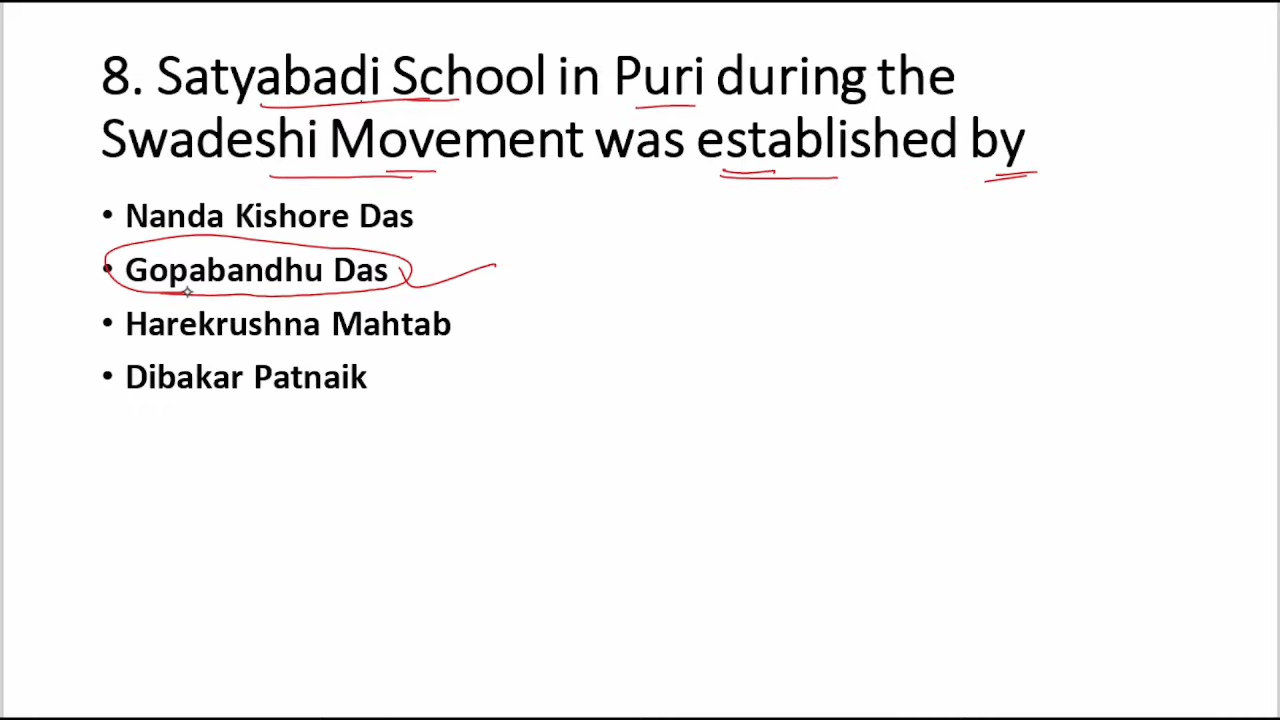 8. Satyabadi School in Puri during the
Swadeshi Movement was established by
• Nanda Kishore Das
• Gopabandhu Das
• Harekrushna Mahtab
• Dibakar Patnaik